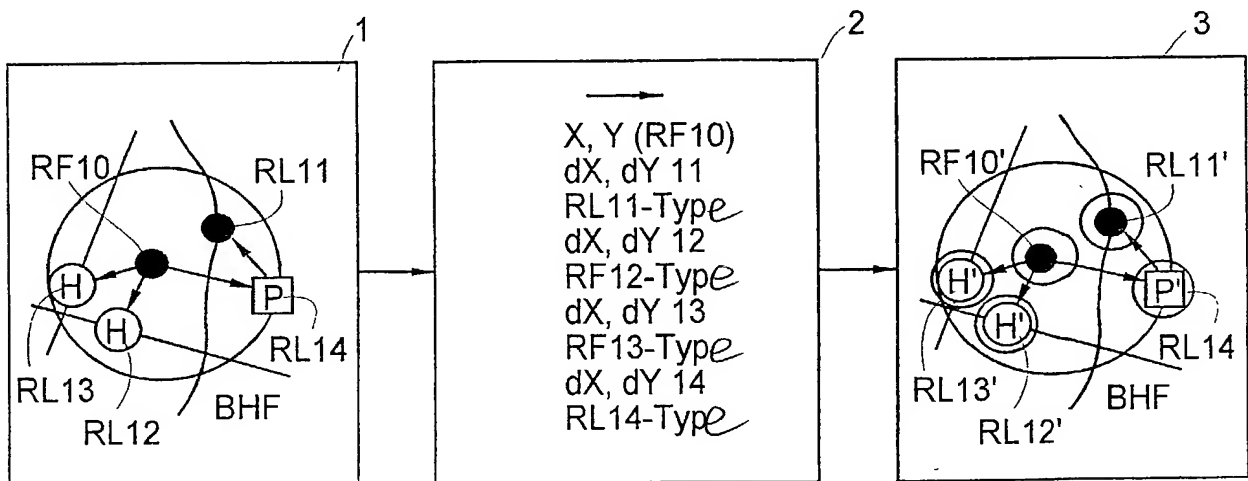 1
RF10
RL11
H
P
H
RL14
RL13
BHF
RL12
2
X, Y (RF10)
dX, dY 11
RL11-Type
dX, dY 12
RF12-Type
dX, dY 13
RF13-Type
dX, dY 14
RL14-Type
3
RF10'
RL11'
H'
P'
H'
RL14
RL13'
BHF
RL12'